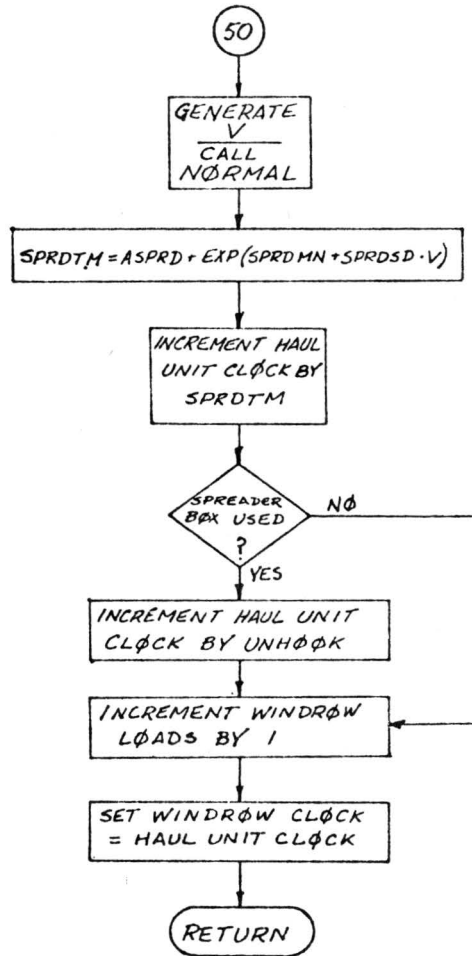 50
GENERATE
V
CALL
NØRMAL
SPRDTM = ASPRD + EXP(SPRDMN + SPRDSD · V)
INCREMENT HAUL
UNIT CLØCK BY
SPRDTM
SPREADER
BØX USED
?
NØ
YES
INCREMENT HAUL UNIT
CLØCK BY UNHØØK
INCREMENT WINDRØW
LØADS BY 1
SET WINDRØW CLØCK
= HAUL UNIT CLØCK
RETURN